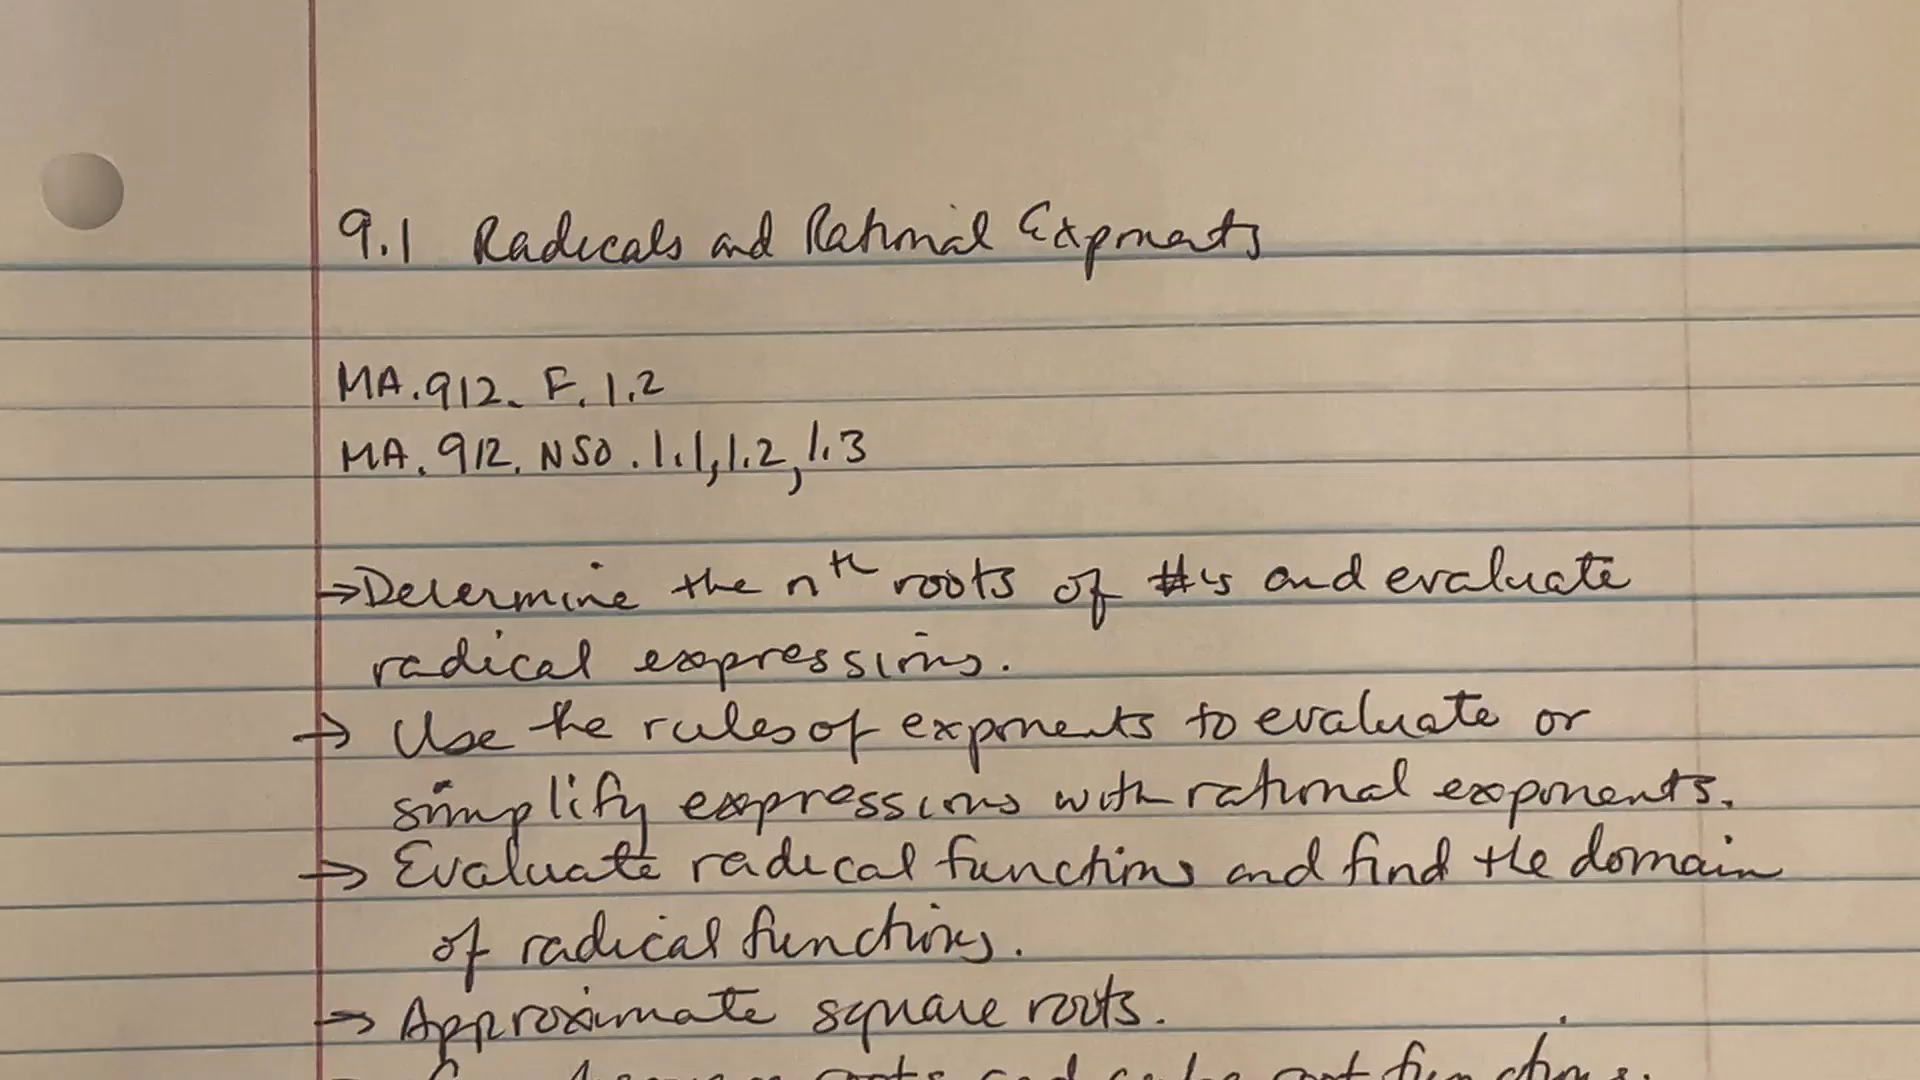 9.1 Radicals and Rational Exponents
MA.912. F. 1.2
MA. 912. NSO . 1.1, 1.2, 1.3
→ Determine the nth roots of #'s and evaluate
radical expressions.
→ Use the rules of exponents to evaluate or
simplify expressions with rational exponents.
→ Evaluate radical functions and find the domain
of radical functions.
→ Approximate square roots.
root functions.